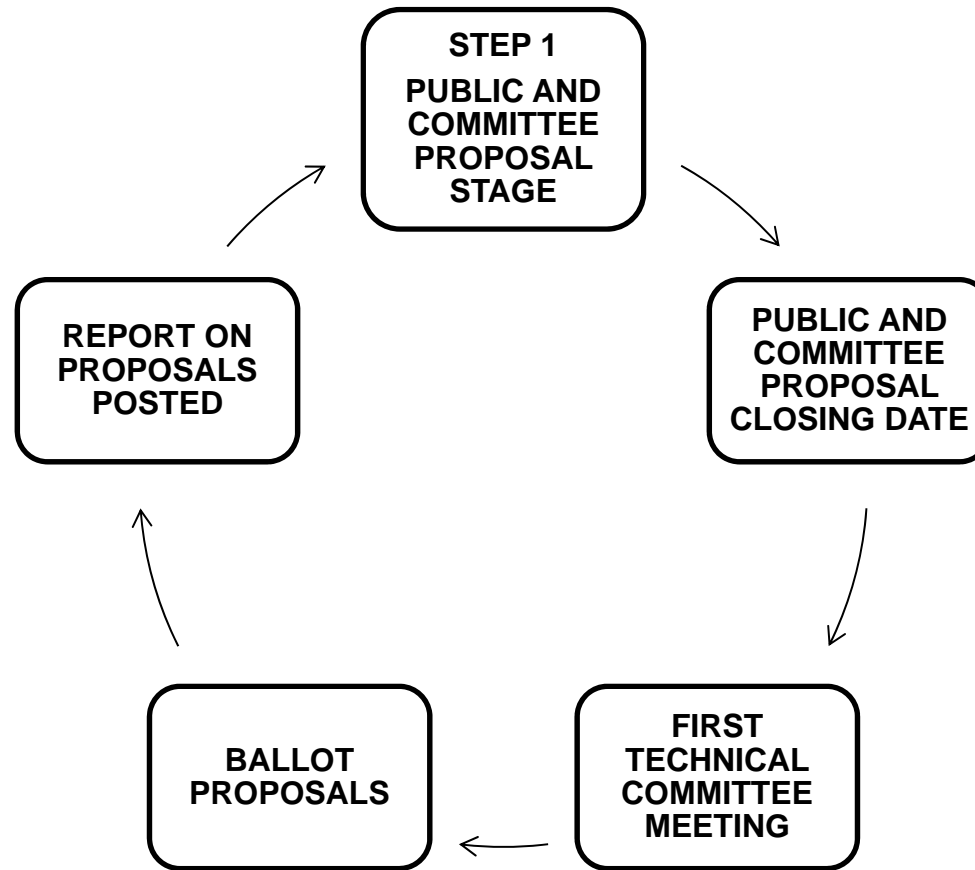 STEP 1
PUBLIC AND
COMMITTEE
PROPOSAL
STAGE
PUBLIC AND
COMMITTEE
PROPOSAL
CLOSING DATE
FIRST
TECHNICAL
COMMITTEE
MEETING
BALLOT
PROPOSALS
REPORT ON
PROPOSALS
POSTED